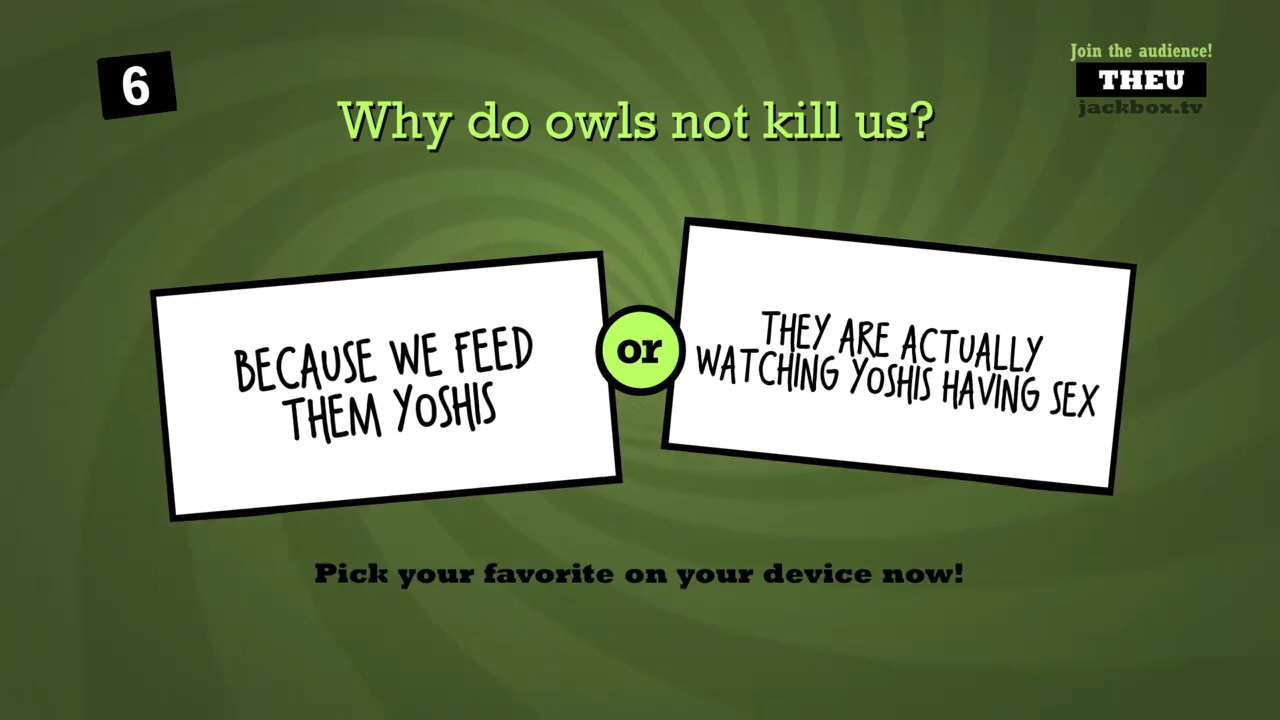 6
Join the audience!
THEU
jackbox.tv
Why do owls not kill us?
BECAUSE WE FEED
THEM YOSHIS
or
THEY ARE ACTUALLY
WATCHING YOSHIS HAVING SEX
Pick your favorite on your device now!